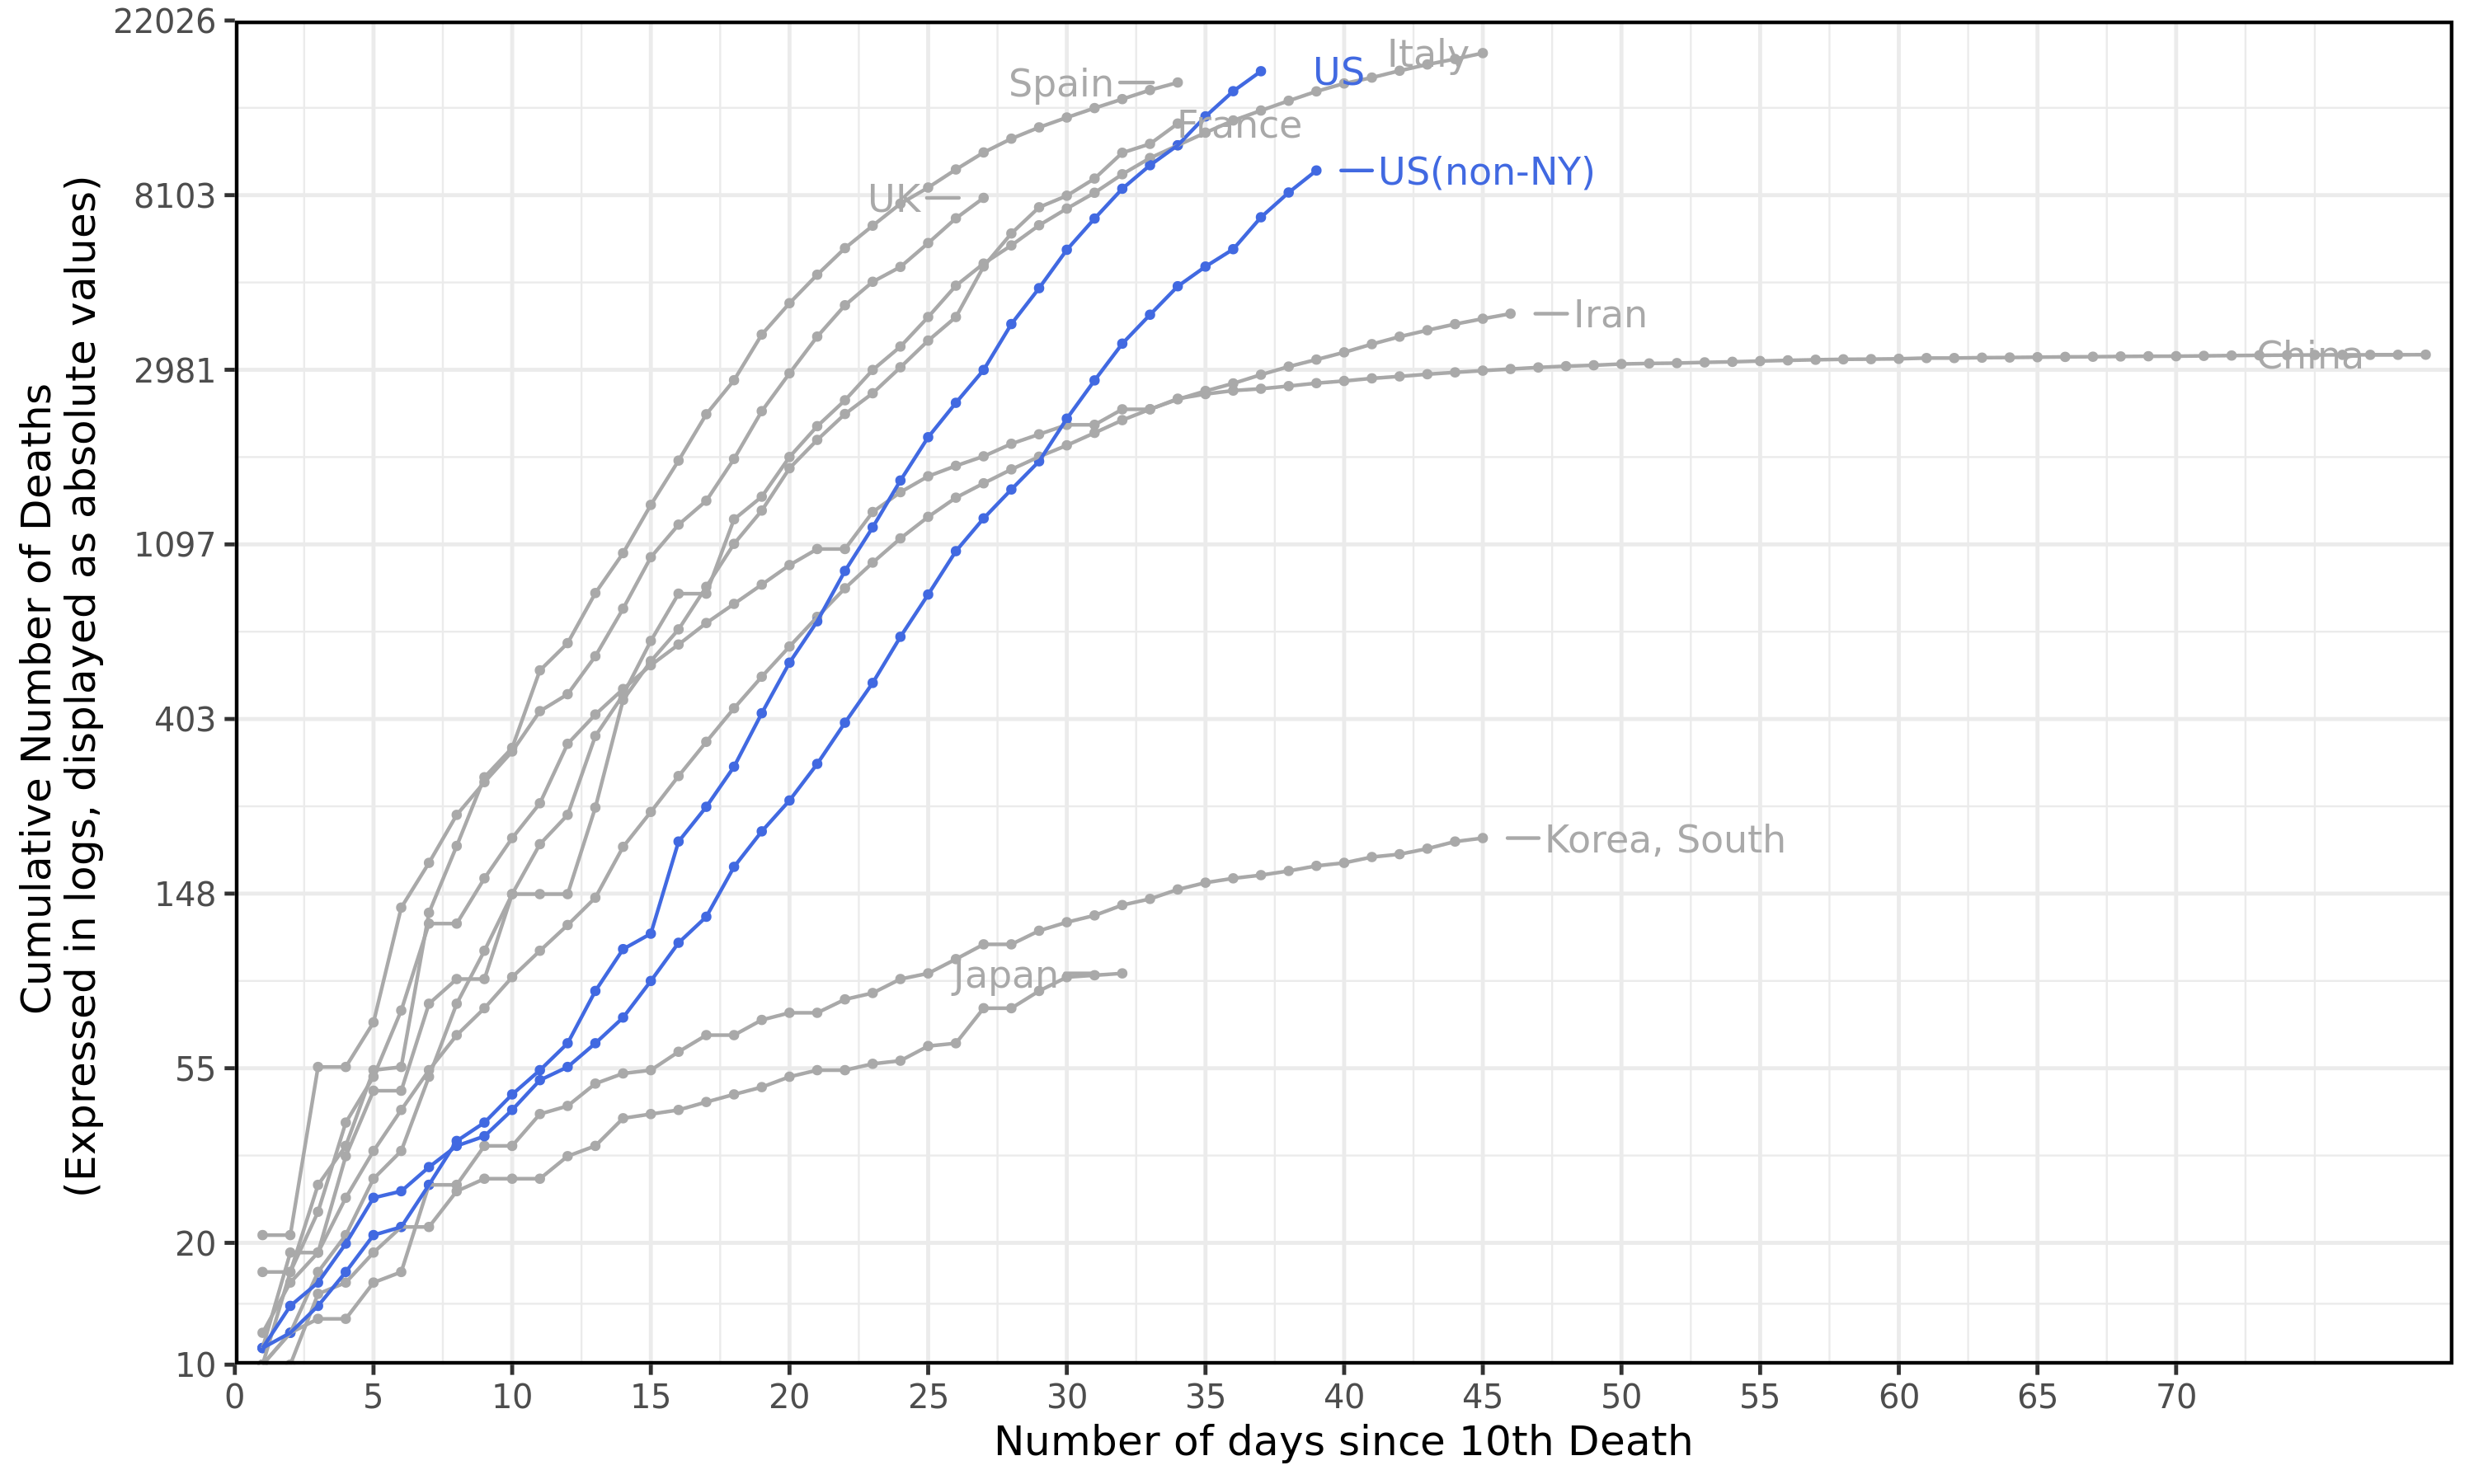 Cumulative Number of Deaths
(Expressed in logs, displayed as absolute values)
22026
8103
2981
1097
403
148
55
20
10
Italy
US
Spain
France
US(non-NY)
UK
Iran
China
Korea, South
Japan
0 5 10 15 20 25 30 35 40 45 50 55 60 65 70
Number of days since 10th Death